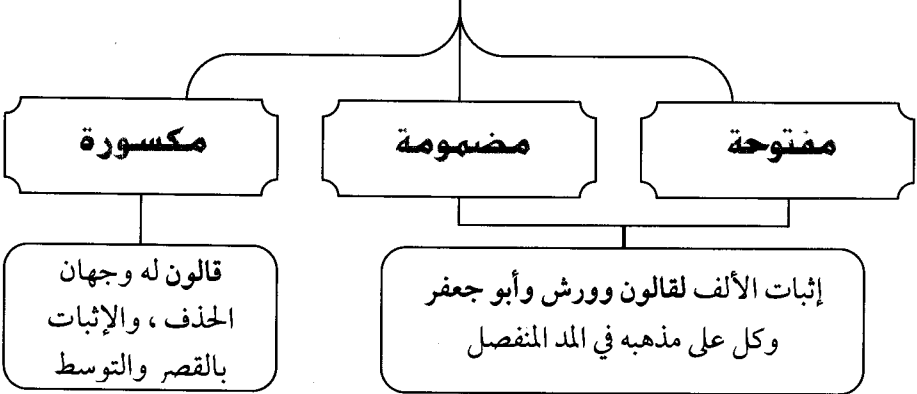 مفتوحة
مضمومة
مكسورة
إثبات الألف لقالون وورش وأبو جعفر
وكل على مذهبه في المد المنفصل
قالون له وجهان
الحذف ، والإثبات
بالقصر والتوسط